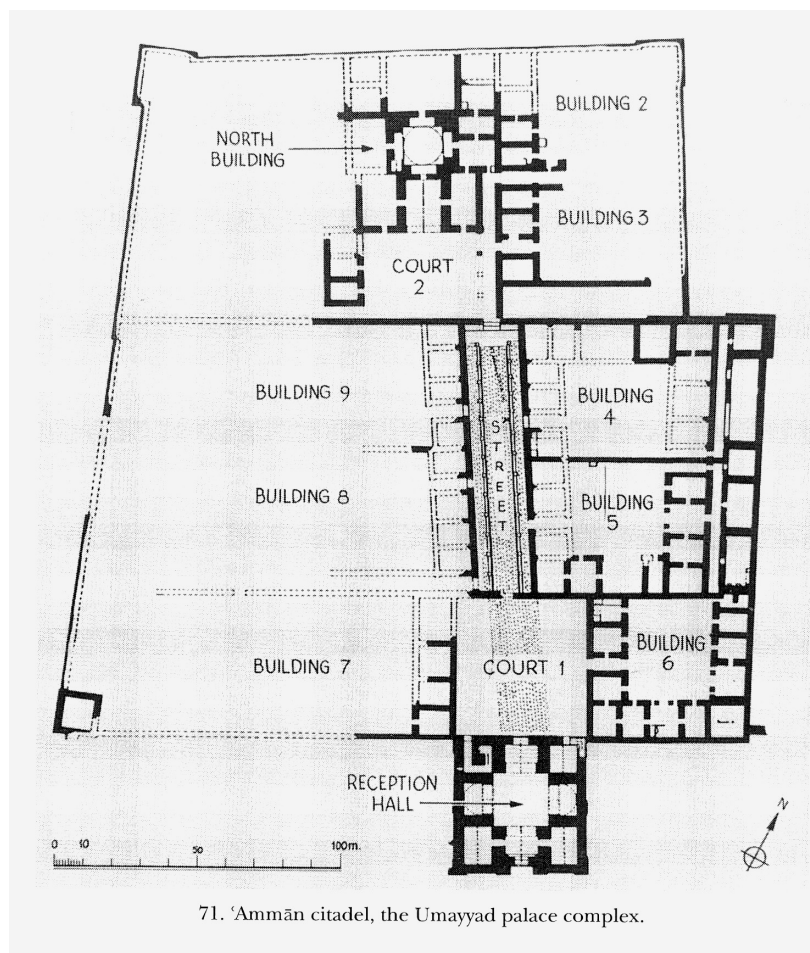 BUILDING 2
NORTH
BUILDING
BUILDING 3
COURT
2
BUILDING 9
BUILDING
4
STREET
BUILDING 8
BUILDING
5
BUILDING 7
COURT 1
BUILDING
6
RECEPTION
HALL
N
0 10 50 100m.
71. ʿAmmān citadel, the Umayyad palace complex.